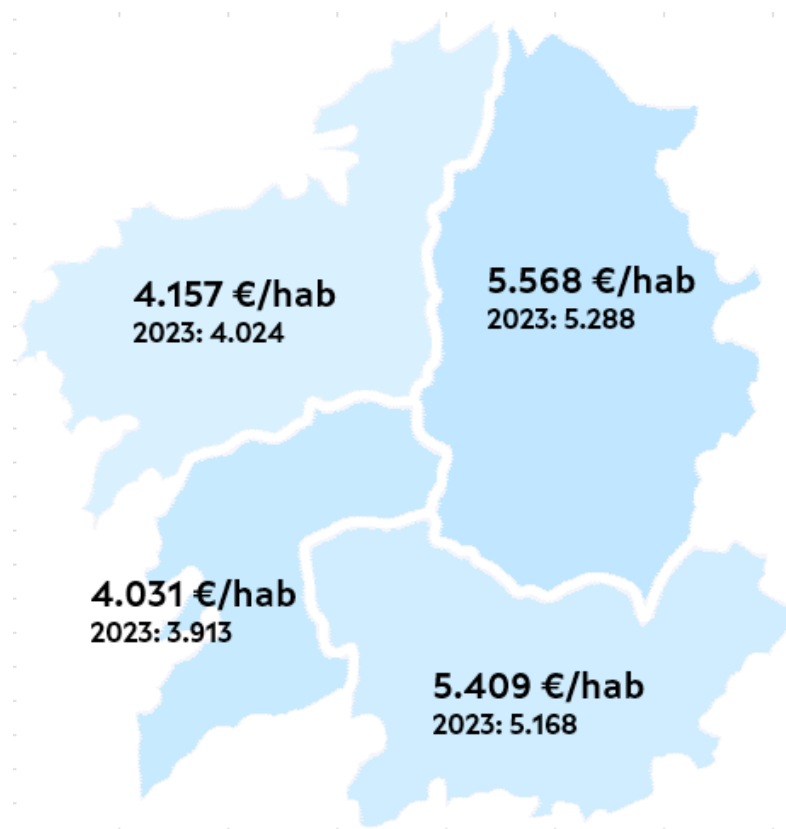 4.157 €/hab
2023: 4.024
5.568 €/hab
2023: 5.288
4.031 €/hab
2023: 3.913
5.409 €/hab
2023: 5.168